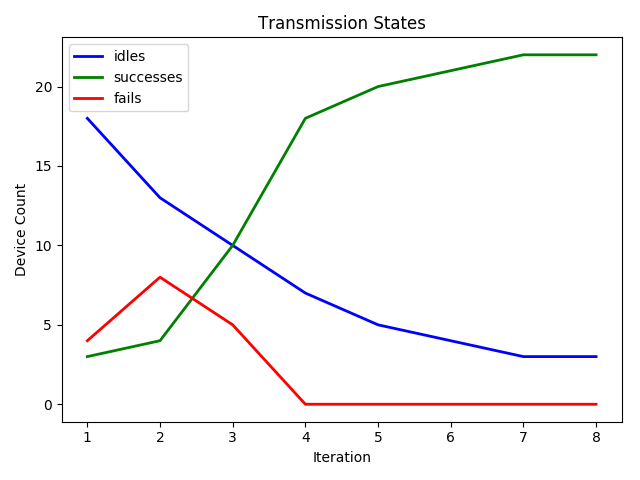 Transmission States
idles
successes
fails
Device Count
20
15
10
5
0
1 2 3 4 5 6 7 8
Iteration